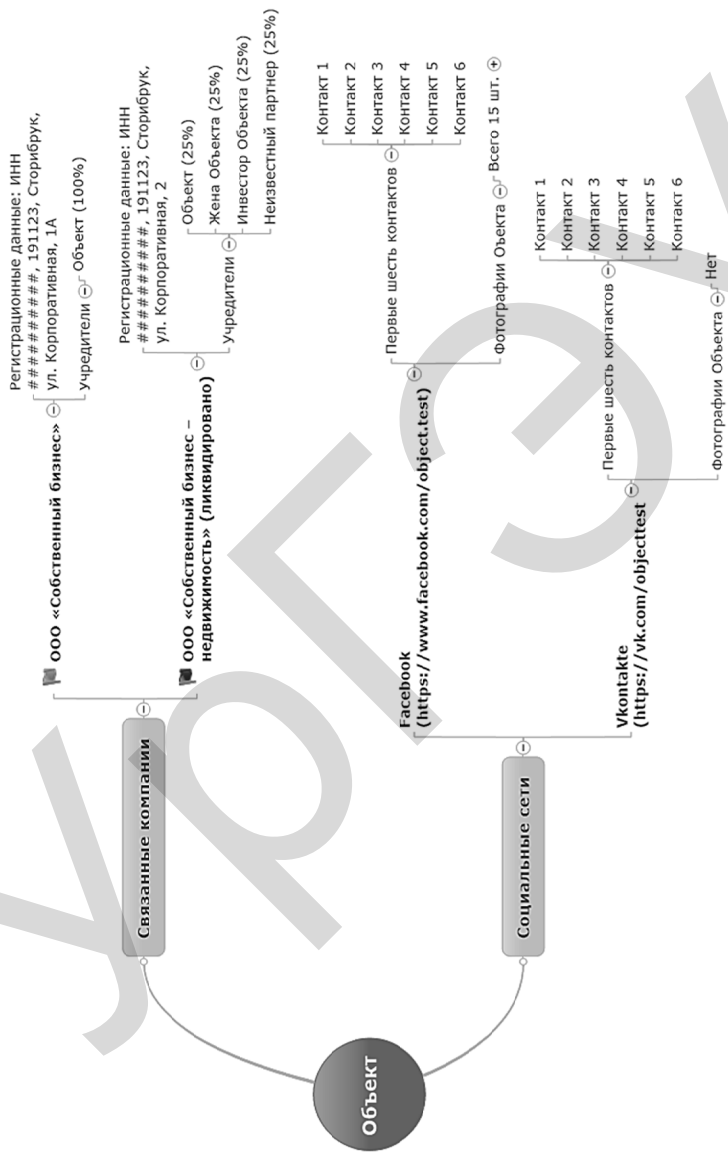 Объект
Связанные компании
ООО «Собственный бизнес»
Регистрационные данные: ИНН
###########, 191123, Сторибрук,
ул. Корпоративная, 1А
Учредители
Объект (100%)
ООО «Собственный бизнес –
недвижимость» (ликвидировано)
Регистрационные данные: ИНН
###########, 191123, Сторибрук,
ул. Корпоративная, 2
Учредители
Объект (25%)
Жена Объекта (25%)
Инвестор Объекта (25%)
Неизвестный партнер (25%)
Социальные сети
Facebook
(https://www.facebook.com/object.test)
Первые шесть контактов
Контакт 1
Контакт 2
Контакт 3
Контакт 4
Контакт 5
Контакт 6
Фотографии Оъекта
Всего 15 шт.
Vkontakte
(https://vk.com/objecttest
Первые шесть контактов
Контакт 1
Контакт 2
Контакт 3
Контакт 4
Контакт 5
Контакт 6
Фотографии Объекта
Нет
УрГЭУ